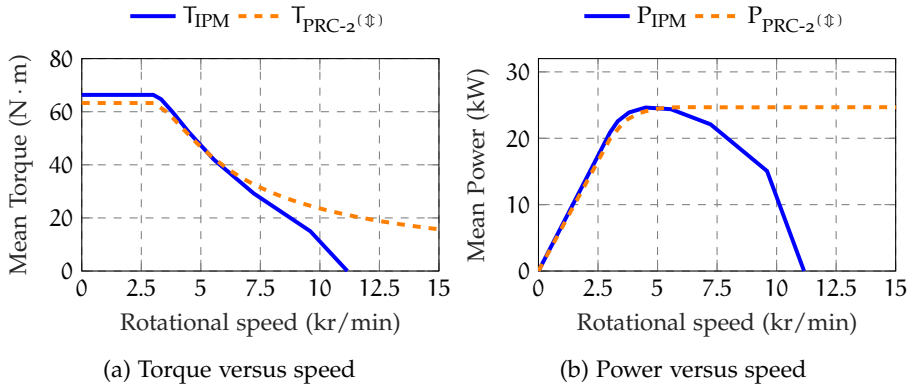 T_IPM T_PRC-2(⇕)
80
60
40
20
0
0 2.5 5 7.5 10 12.5 15
Mean Torque (N · m)
Rotational speed (kr/min)
(a) Torque versus speed
P_IPM P_PRC-2(⇕)
30
20
10
0
0 2.5 5 7.5 10 12.5 15
Mean Power (kW)
Rotational speed (kr/min)
(b) Power versus speed